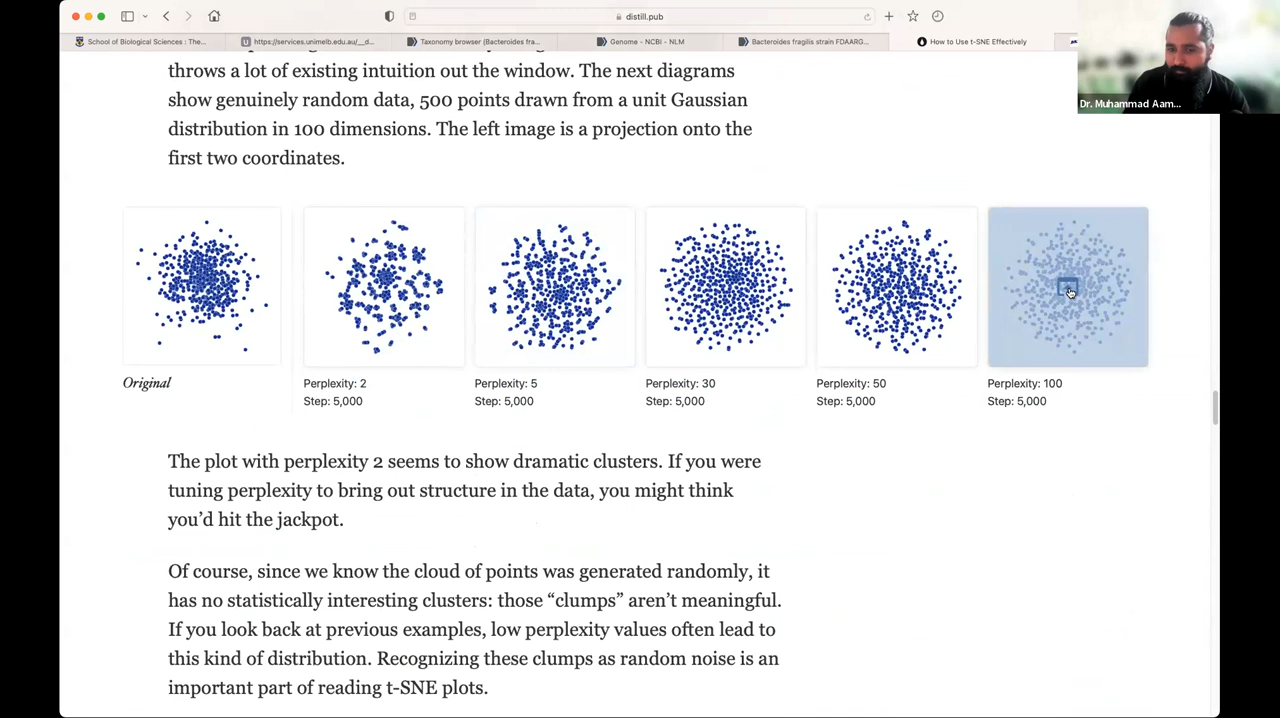 distill.pub
School of Biological Sciences : The...
https://services.unimelb.edu.au/__d...
Taxonomy browser (Bacteroides fra...
Genome - NCBI - NLM
Bacteroides fragilis strain FDAARG...
How to Use t-SNE Effectively
Dr. Muhammad Aam...
throws a lot of existing intuition out the window. The next diagrams
show genuinely random data, 500 points drawn from a unit Gaussian
distribution in 100 dimensions. The left image is a projection onto the
first two coordinates.
Original
Perplexity: 2
Step: 5,000
Perplexity: 5
Step: 5,000
Perplexity: 30
Step: 5,000
Perplexity: 50
Step: 5,000
Perplexity: 100
Step: 5,000
The plot with perplexity 2 seems to show dramatic clusters. If you were
tuning perplexity to bring out structure in the data, you might think
you’d hit the jackpot.
Of course, since we know the cloud of points was generated randomly, it
has no statistically interesting clusters: those “clumps” aren’t meaningful.
If you look back at previous examples, low perplexity values often lead to
this kind of distribution. Recognizing these clumps as random noise is an
important part of reading t-SNE plots.